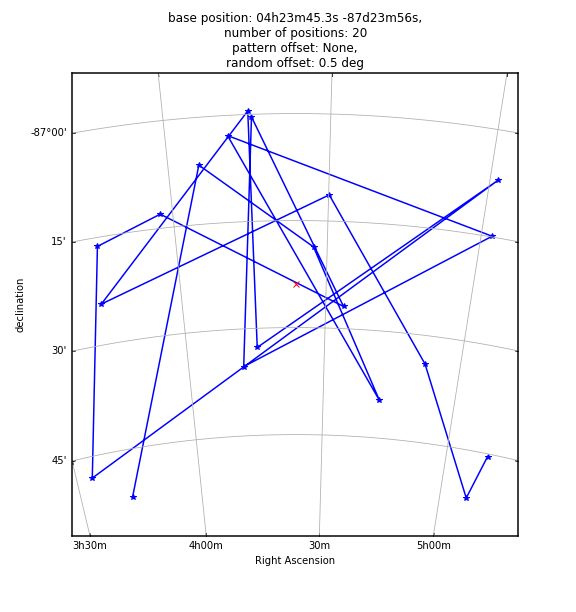 base position: 04h23m45.3s -87d23m56s,
number of positions: 20
pattern offset: None,
random offset: 0.5 deg
-87°00'
15'
30'
45'
declination
3h30m
4h00m
30m
5h00m
Right Ascension